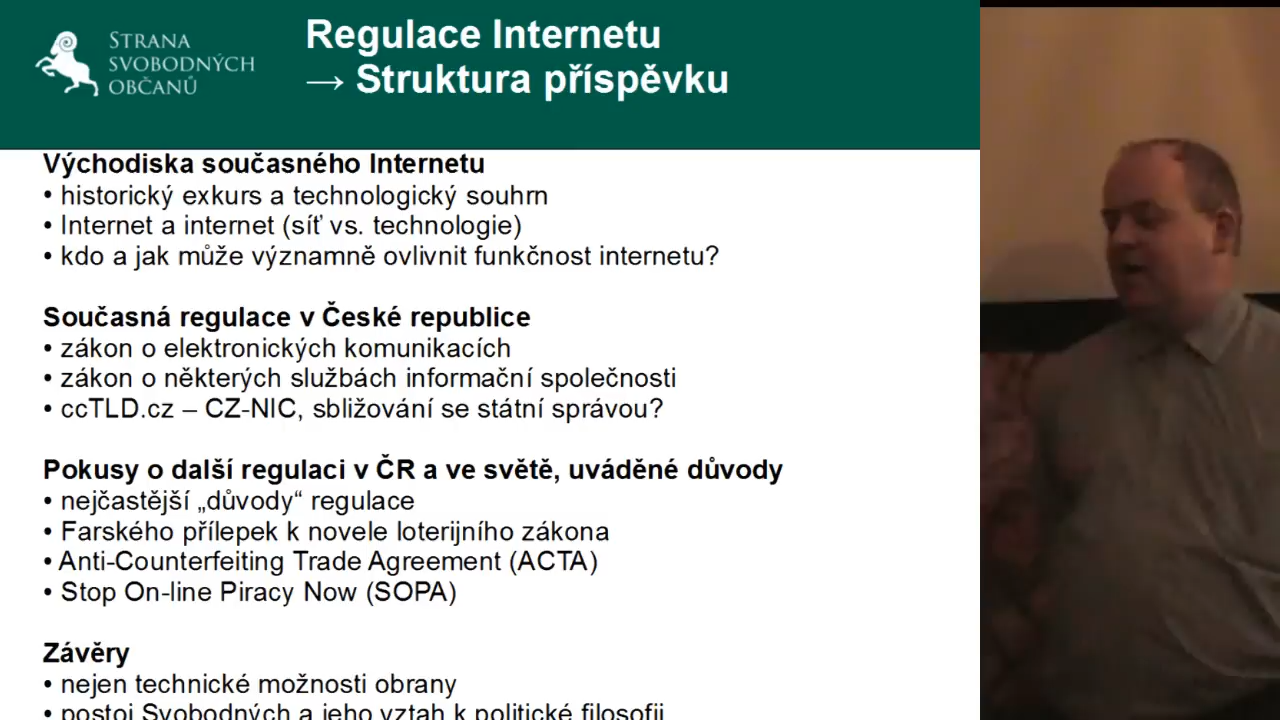 STRANA
SVOBODNÝCH
OBČANŮ
Regulace Internetu
→ Struktura příspěvku
Východiska současného Internetu
• historický exkurs a technologický souhrn
• Internet a internet (síť vs. technologie)
• kdo a jak může významně ovlivnit funkčnost internetu?
Současná regulace v České republice
• zákon o elektronických komunikacích
• zákon o některých službách informační společnosti
• ccTLD.cz – CZ-NIC, sbližování se státní správou?
Pokusy o další regulaci v ČR a ve světě, uváděné důvody
• nejčastější „důvody“ regulace
• Farského přílepek k novele loterijního zákona
• Anti-Counterfeiting Trade Agreement (ACTA)
• Stop On-line Piracy Now (SOPA)
Závěry
• nejen technické možnosti obrany
• postoj Svobodných a jeho vztah k politické filosofii